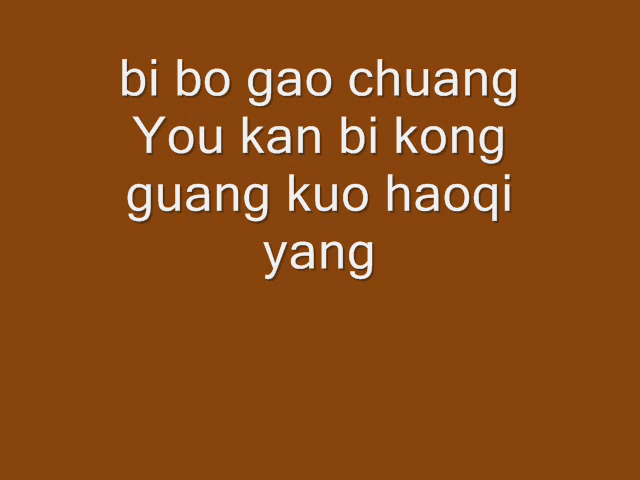 bi bo gao chuang
You kan bi kong
guang kuo haoqi
yang